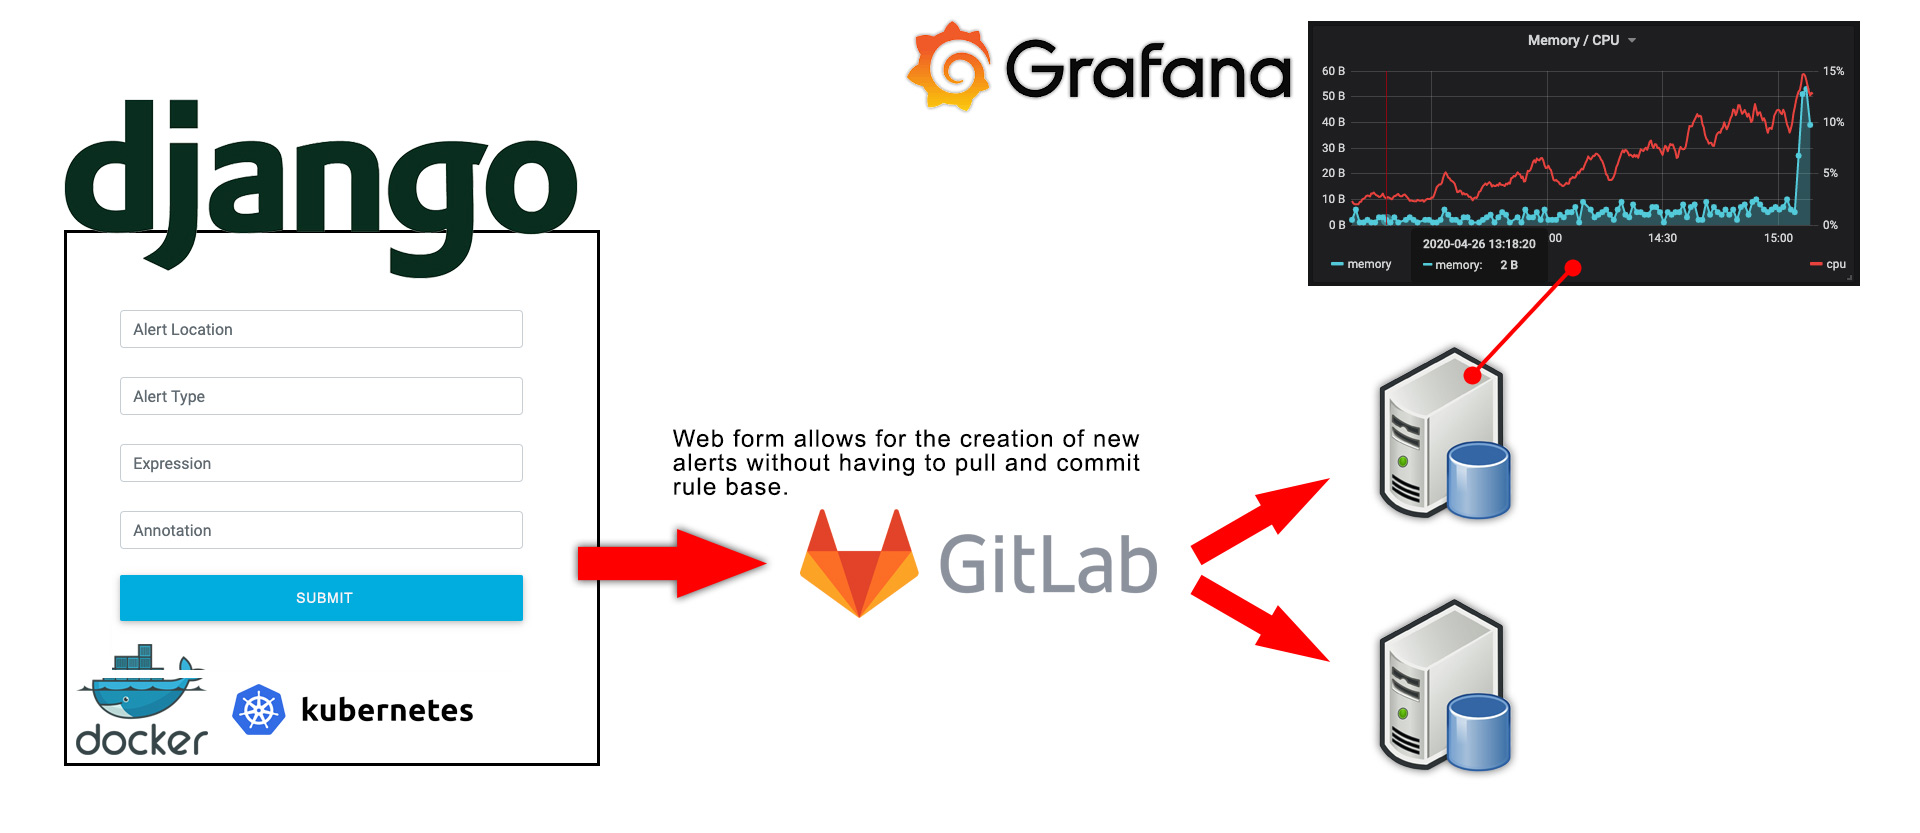 django
Alert Location
Alert Type
Expression
Annotation
SUBMIT
docker
kubernetes
Web form allows for the creation of new
alerts without having to pull and commit
rule base.
GitLab
Grafana
Memory / CPU
60 B
50 B
40 B
30 B
20 B
10 B
0 B
15%
10%
5%
0%
00
14:30
15:00
2020-04-26 13:18:20
memory: 2 B
memory
cpu